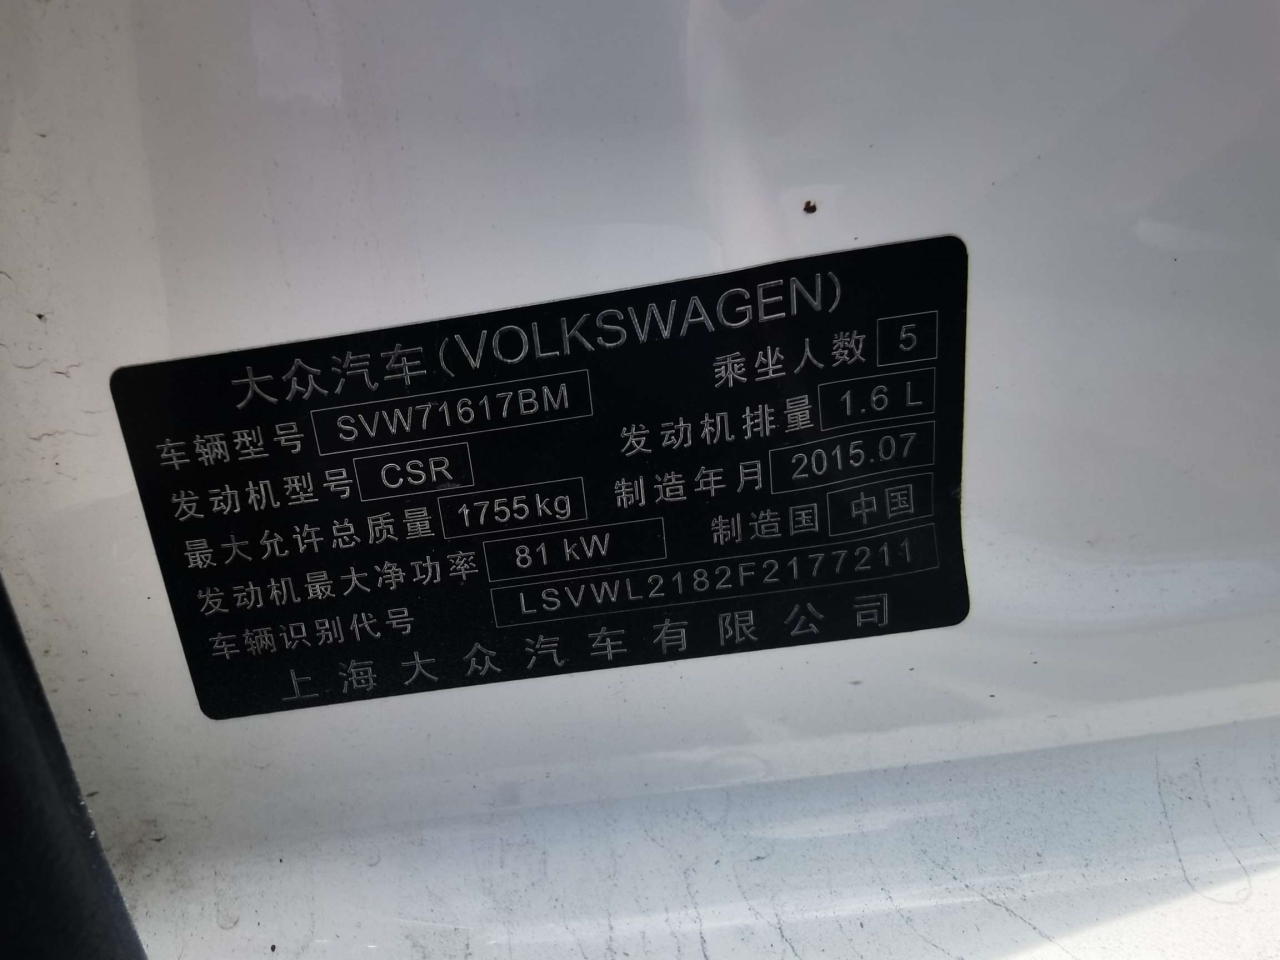 大众汽车(VOLKSWAGEN)
车辆型号 SVW71617BM 乘坐人数 5
发动机型号 CSR 发动机排量 1.6 L
最大允许总质量 1755kg 制造年月 2015.07
发动机最大净功率 81 kW 制造国 中国
车辆识别代号 LSVWL2182F2177211
上海大众汽车有限公司